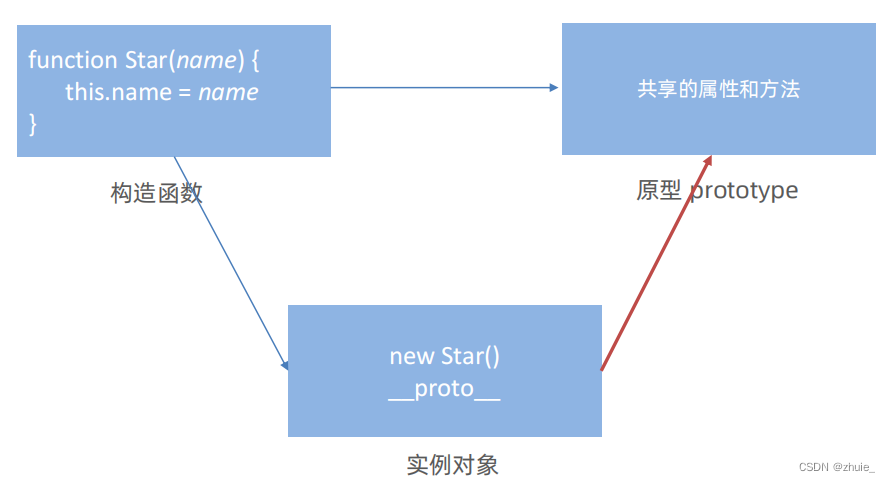 function Star(name) {
this.name = name
}
共享的属性和方法
构造函数
原型 prototype
new Star()
__proto__
实例对象
CSDN @zhuie_